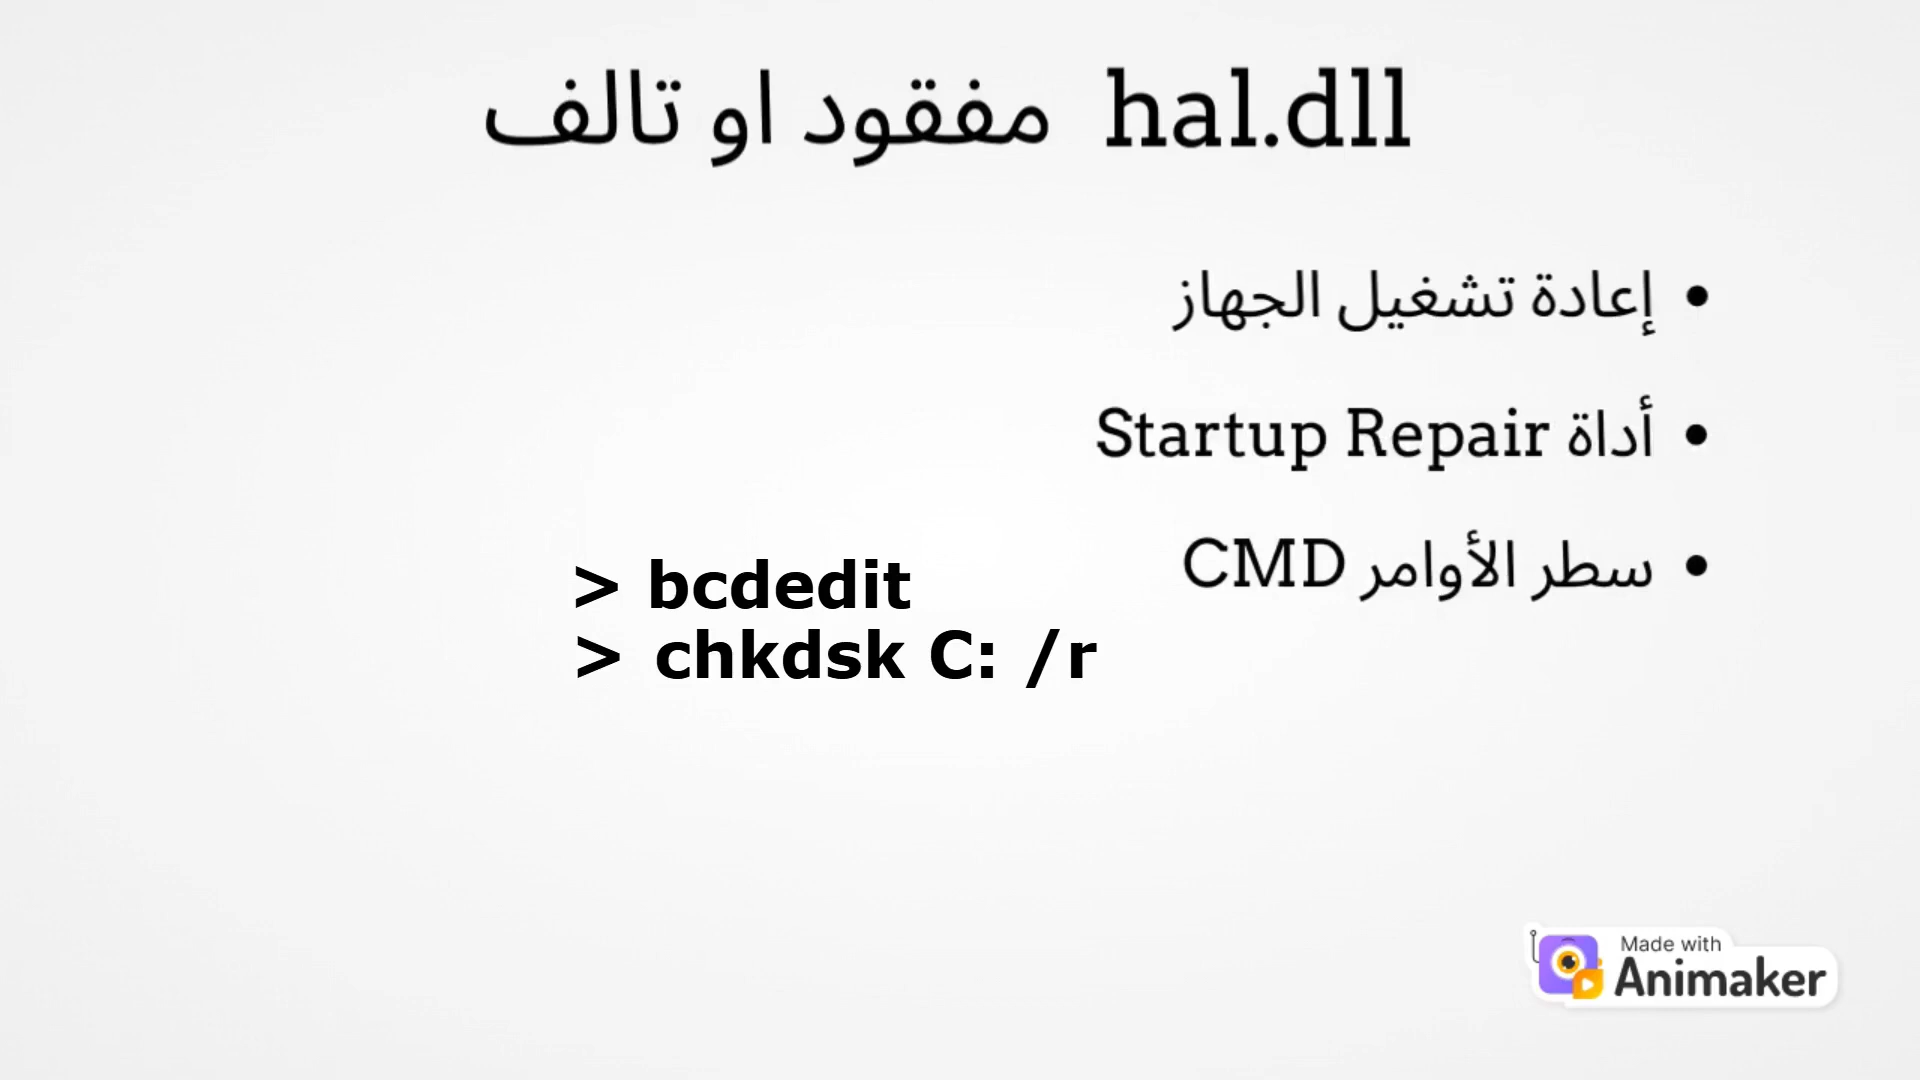 hal.dll مفقود او تالف
• إعادة تشغيل الجهاز
• أداة Startup Repair
• سطر الأوامر CMD
> bcdedit
> chkdsk C: /r
Made with
Animaker